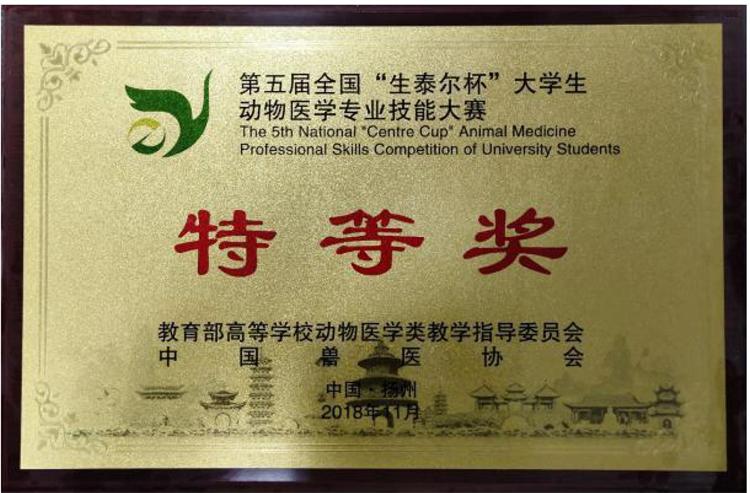 第五届全国“生泰尔杯”大学生
动物医学专业技能大赛
The 5th National "Centre Cup" Animal Medicine
Professional Skills Competition of University Students
特等奖
教育部高等学校动物医学类教学指导委员会
中国兽医协会
中国·扬州
2018年11月